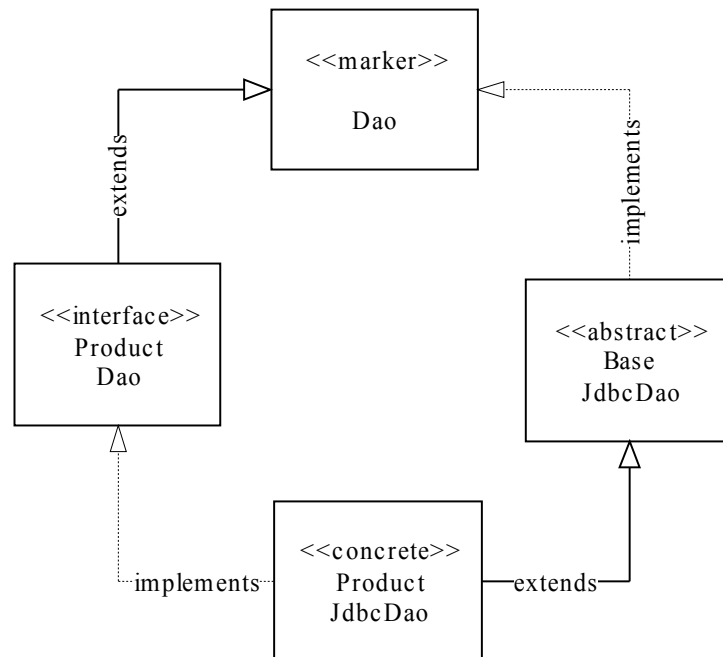 <<marker>>
Dao
extends
implements
<<interface>>
Product
Dao
<<abstract>>
Base
JdbcDao
implements
<<concrete>>
Product
JdbcDao
extends